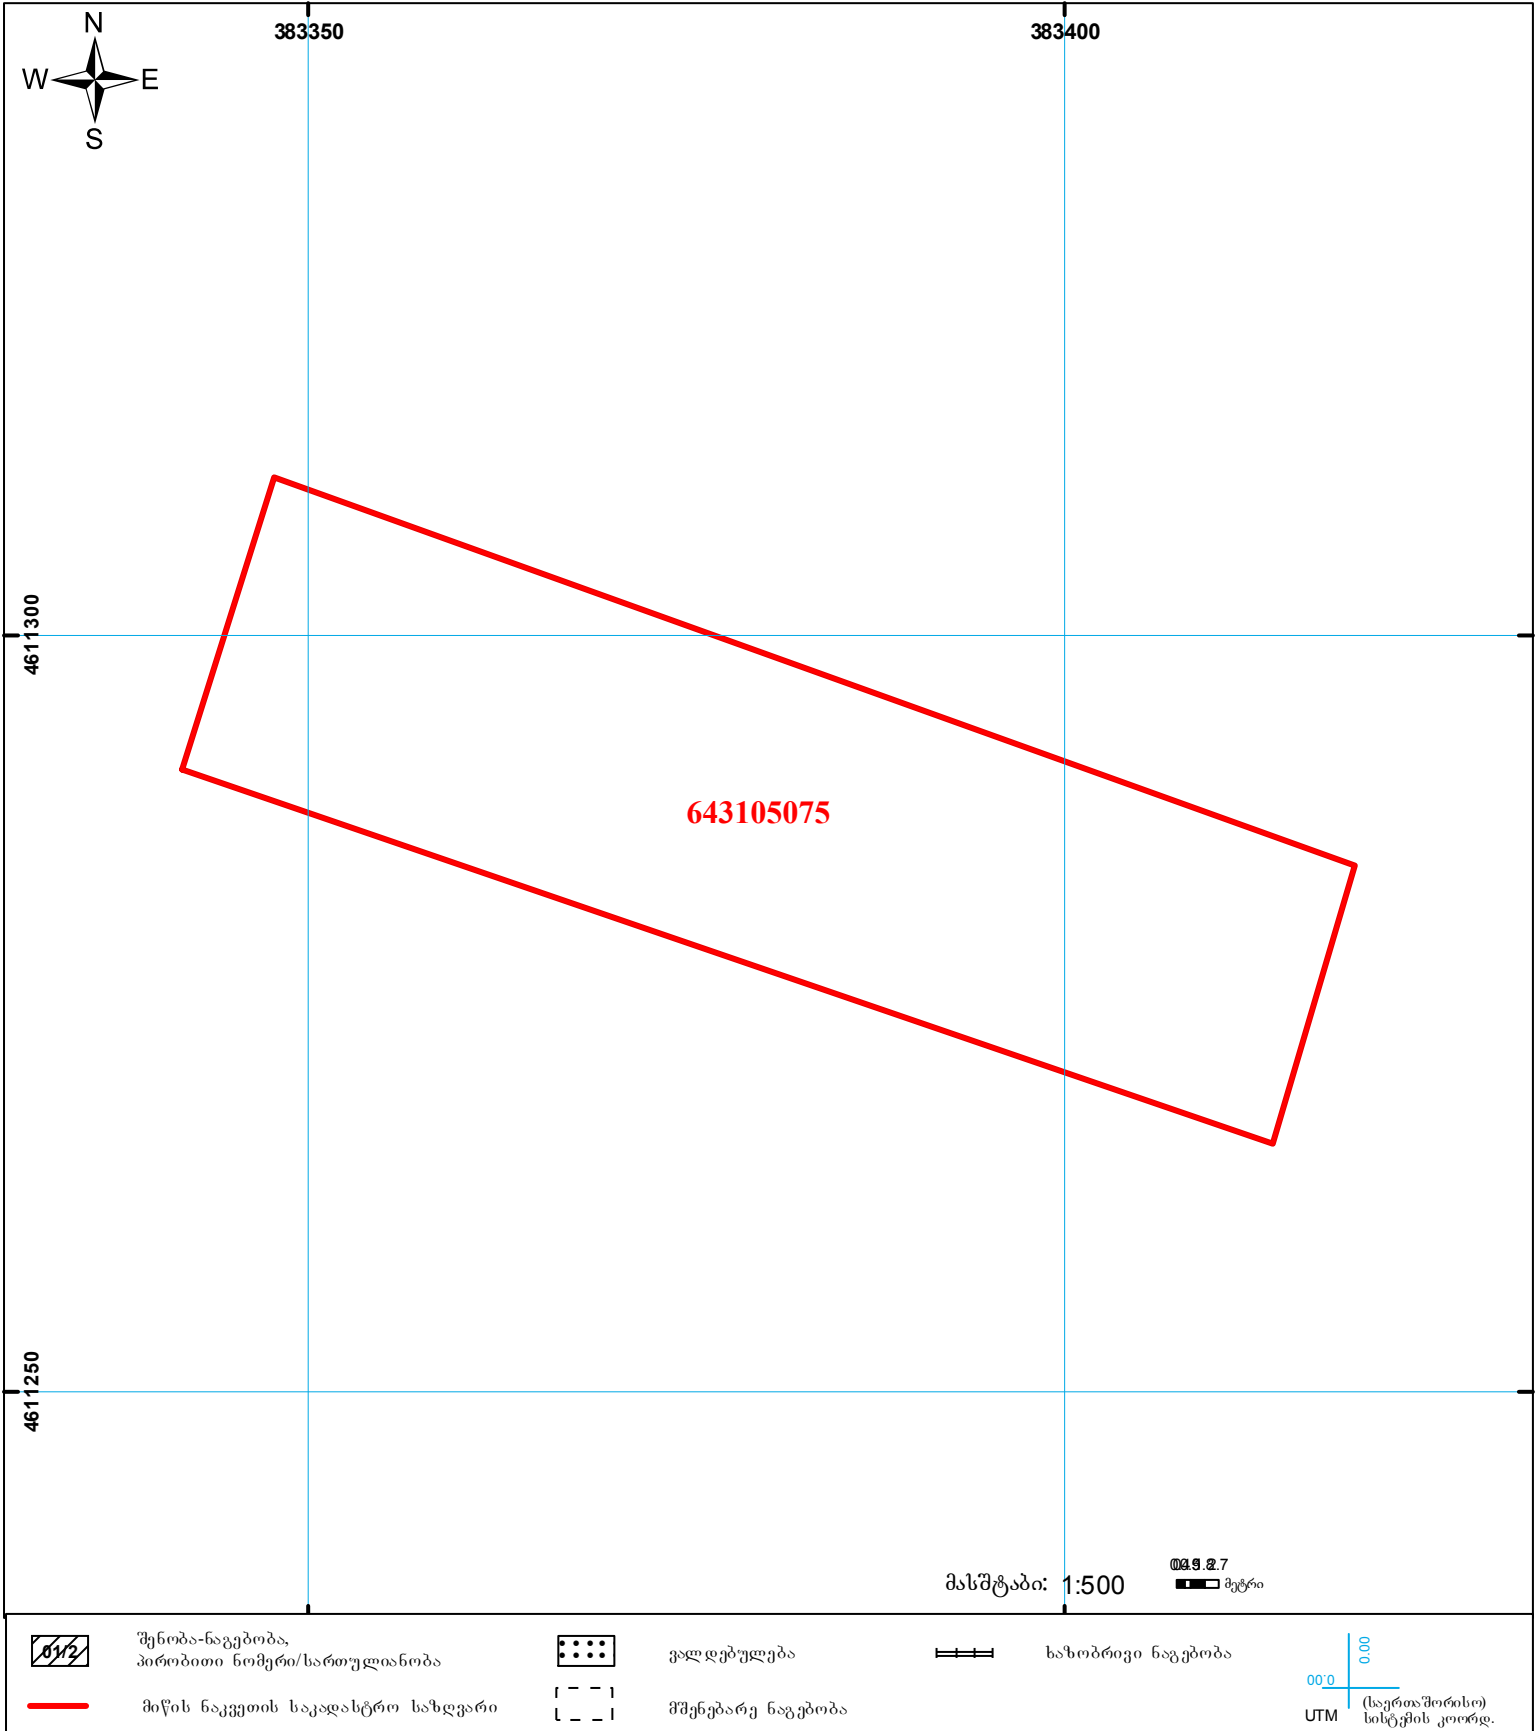 N
W E
S
383350
383400
4611300
4611250
643105075
მასშტაბი: 1:500
მეტრი
01/2
შენობა-ნაგებობა,
პირობითი ნომერი/სართულიანობა
ვალდებულება
ხაზობრივი ნაგებობა
მიწის ნაკვეთის საკადასტრო საზღვარი
მშენებარე ნაგებობა
00.0
00.0
UTM
(საერთაშორისო)
სისტემის კოორდ.